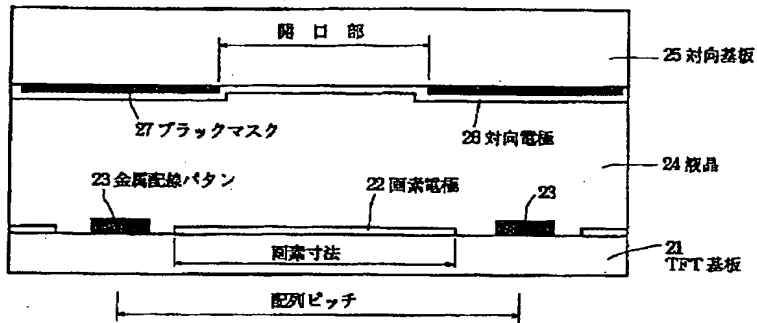 開口部
25 対向基板
27 ブラックマスク
26 対向電極
24 液晶
23 金属配線パタン
22 画素電極
23
21
TFT 基板
画素寸法
配列ピッチ